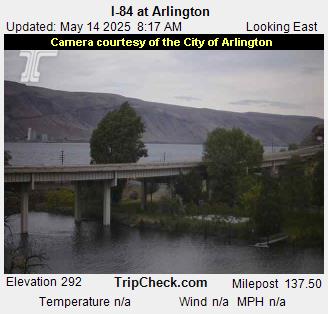 I-84 at Arlington
Updated: May 14 2025 8:17 AM Looking East
Camera courtesy of the City of Arlington
Elevation 292 TripCheck.com Milepost 137.50
Temperature n/a Wind n/a MPH n/a